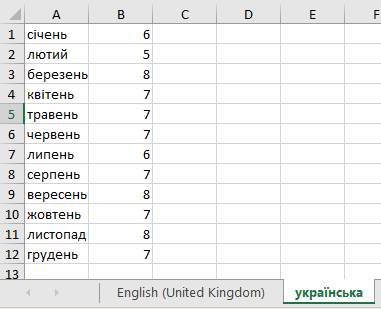 A B C D E F
1 січень 6
2 лютий 5
3 березень 8
4 квітень 7
5 травень 7
6 червень 7
7 липень 6
8 серпень 7
9 вересень 8
10 жовтень 7
11 листопад 8
12 грудень 7
13
English (United Kingdom) українська